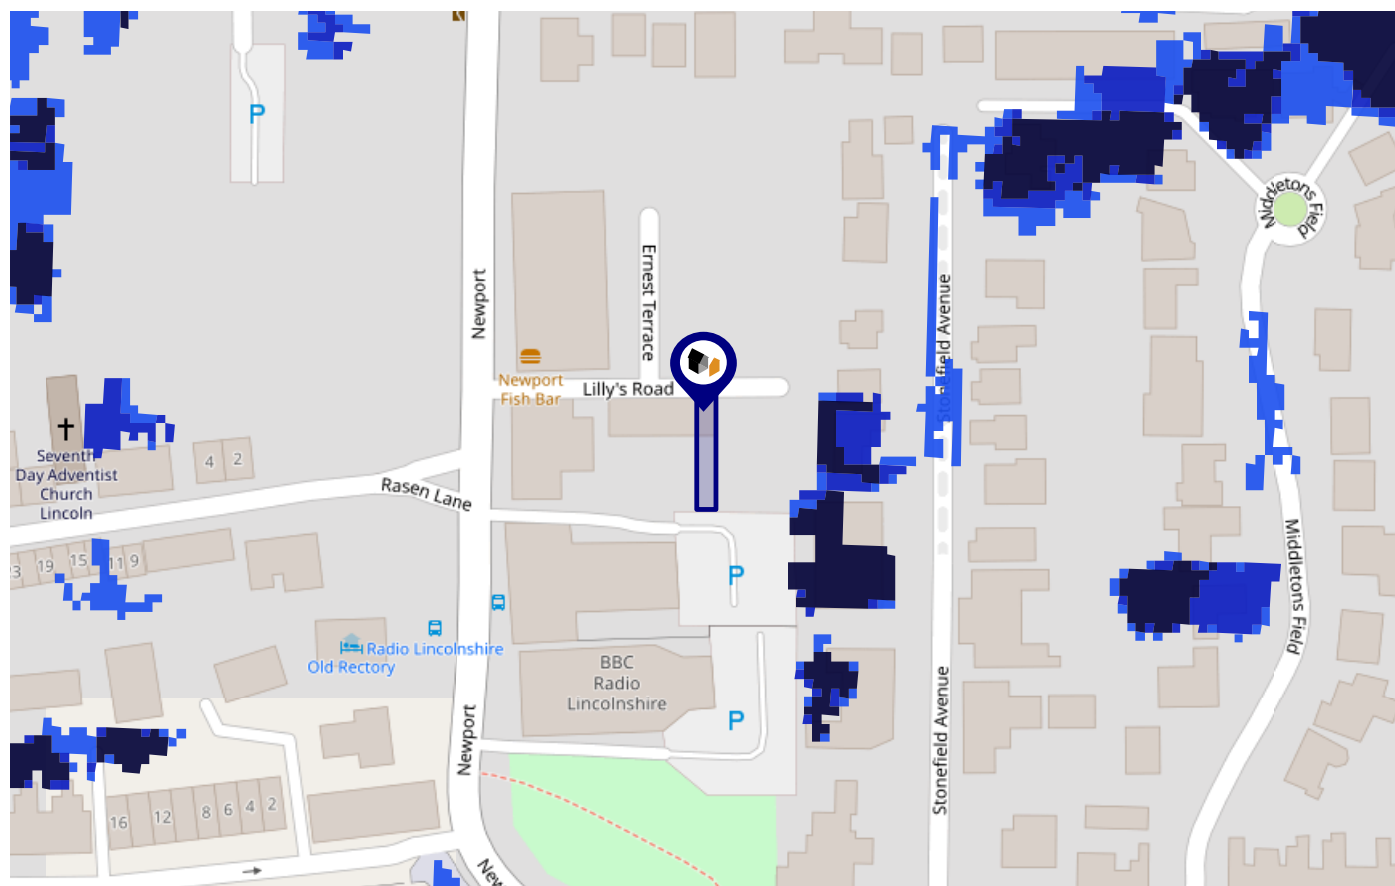 P
Middletons Field
Newport
Ernest Terrace
Stonefield Avenue
Newport
Fish Bar
Lilly's Road
Seventh
Day Adventist
Church
Lincoln
4 2
Rasen Lane
3 19 15 11 9
P
Middletons Field
Radio Lincolnshire
Old Rectory
BBC
Radio
Lincolnshire
P
Newport
Stonefield Avenue
16 12 8 6 4 2
New